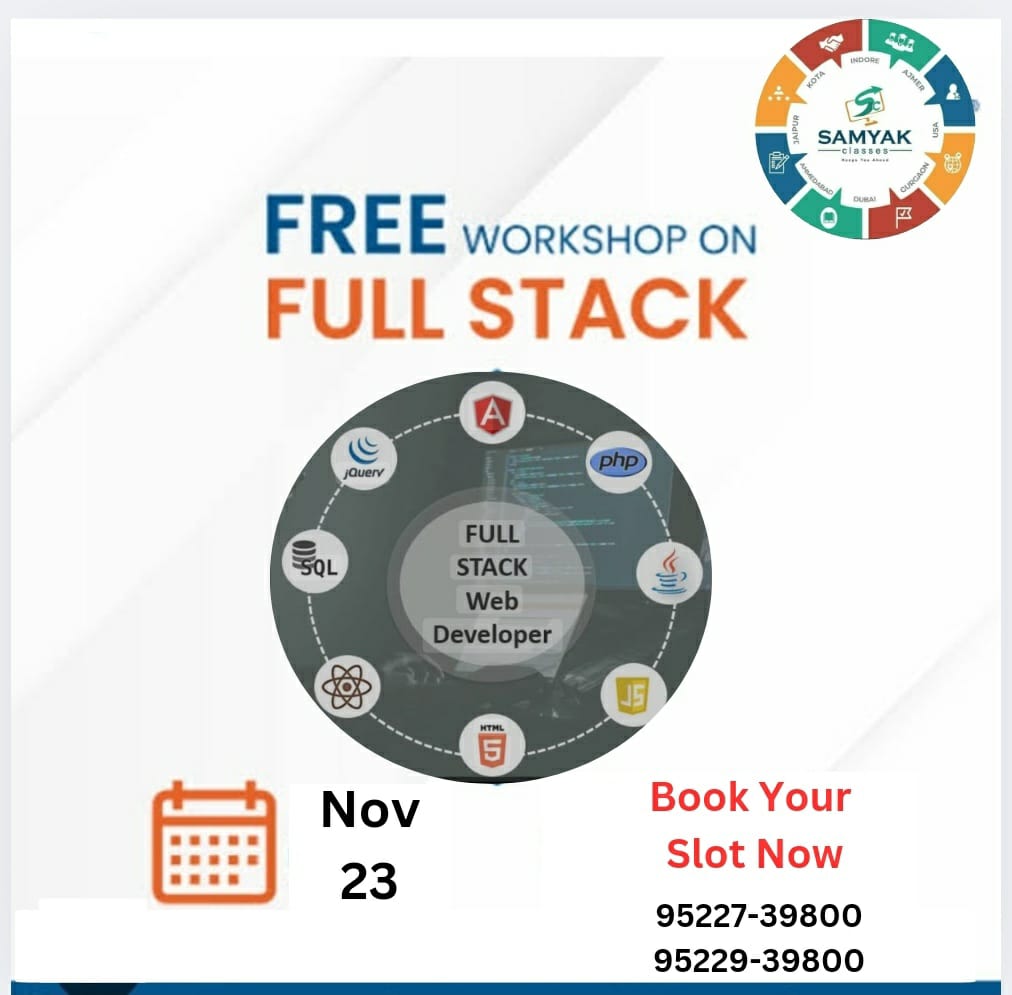 INDORE
KOTA
AJMER
JAIPUR
USA
SAMYAK
classes
Keeps You Ahead
AHMEDABAD
GURGAON
DUBAI
FREE WORKSHOP ON
FULL STACK
A
php
jQuery
FULL
STACK
Web
Developer
SQL
JS
HTML
5
Nov
23
Book Your
Slot Now
95227-39800
95229-39800